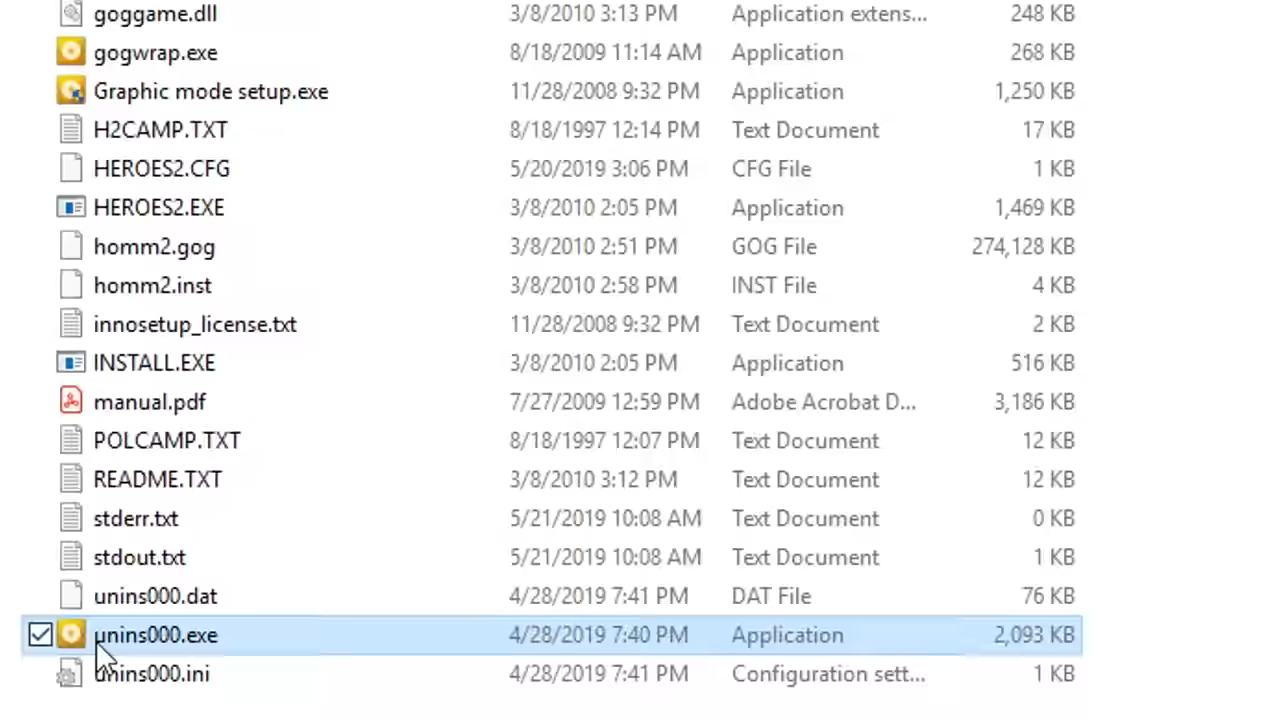 goggame.dll 3/8/2010 3:13 PM Application extens... 248 KB
gogwrap.exe 8/18/2009 11:14 AM Application 268 KB
Graphic mode setup.exe 11/28/2008 9:32 PM Application 1,250 KB
H2CAMP.TXT 8/18/1997 12:14 PM Text Document 17 KB
HEROES2.CFG 5/20/2019 3:06 PM CFG File 1 KB
HEROES2.EXE 3/8/2010 2:05 PM Application 1,469 KB
homm2.gog 3/8/2010 2:51 PM GOG File 274,128 KB
homm2.inst 3/8/2010 2:58 PM INST File 4 KB
innosetup_license.txt 11/28/2008 9:32 PM Text Document 2 KB
INSTALL.EXE 3/8/2010 2:05 PM Application 516 KB
manual.pdf 7/27/2009 12:59 PM Adobe Acrobat D... 3,186 KB
POLCAMP.TXT 8/18/1997 12:07 PM Text Document 12 KB
README.TXT 3/8/2010 3:12 PM Text Document 12 KB
stderr.txt 5/21/2019 10:08 AM Text Document 0 KB
stdout.txt 5/21/2019 10:08 AM Text Document 1 KB
unins000.dat 4/28/2019 7:41 PM DAT File 76 KB
unins000.exe 4/28/2019 7:40 PM Application 2,093 KB
unins000.ini 4/28/2019 7:41 PM Configuration sett... 1 KB